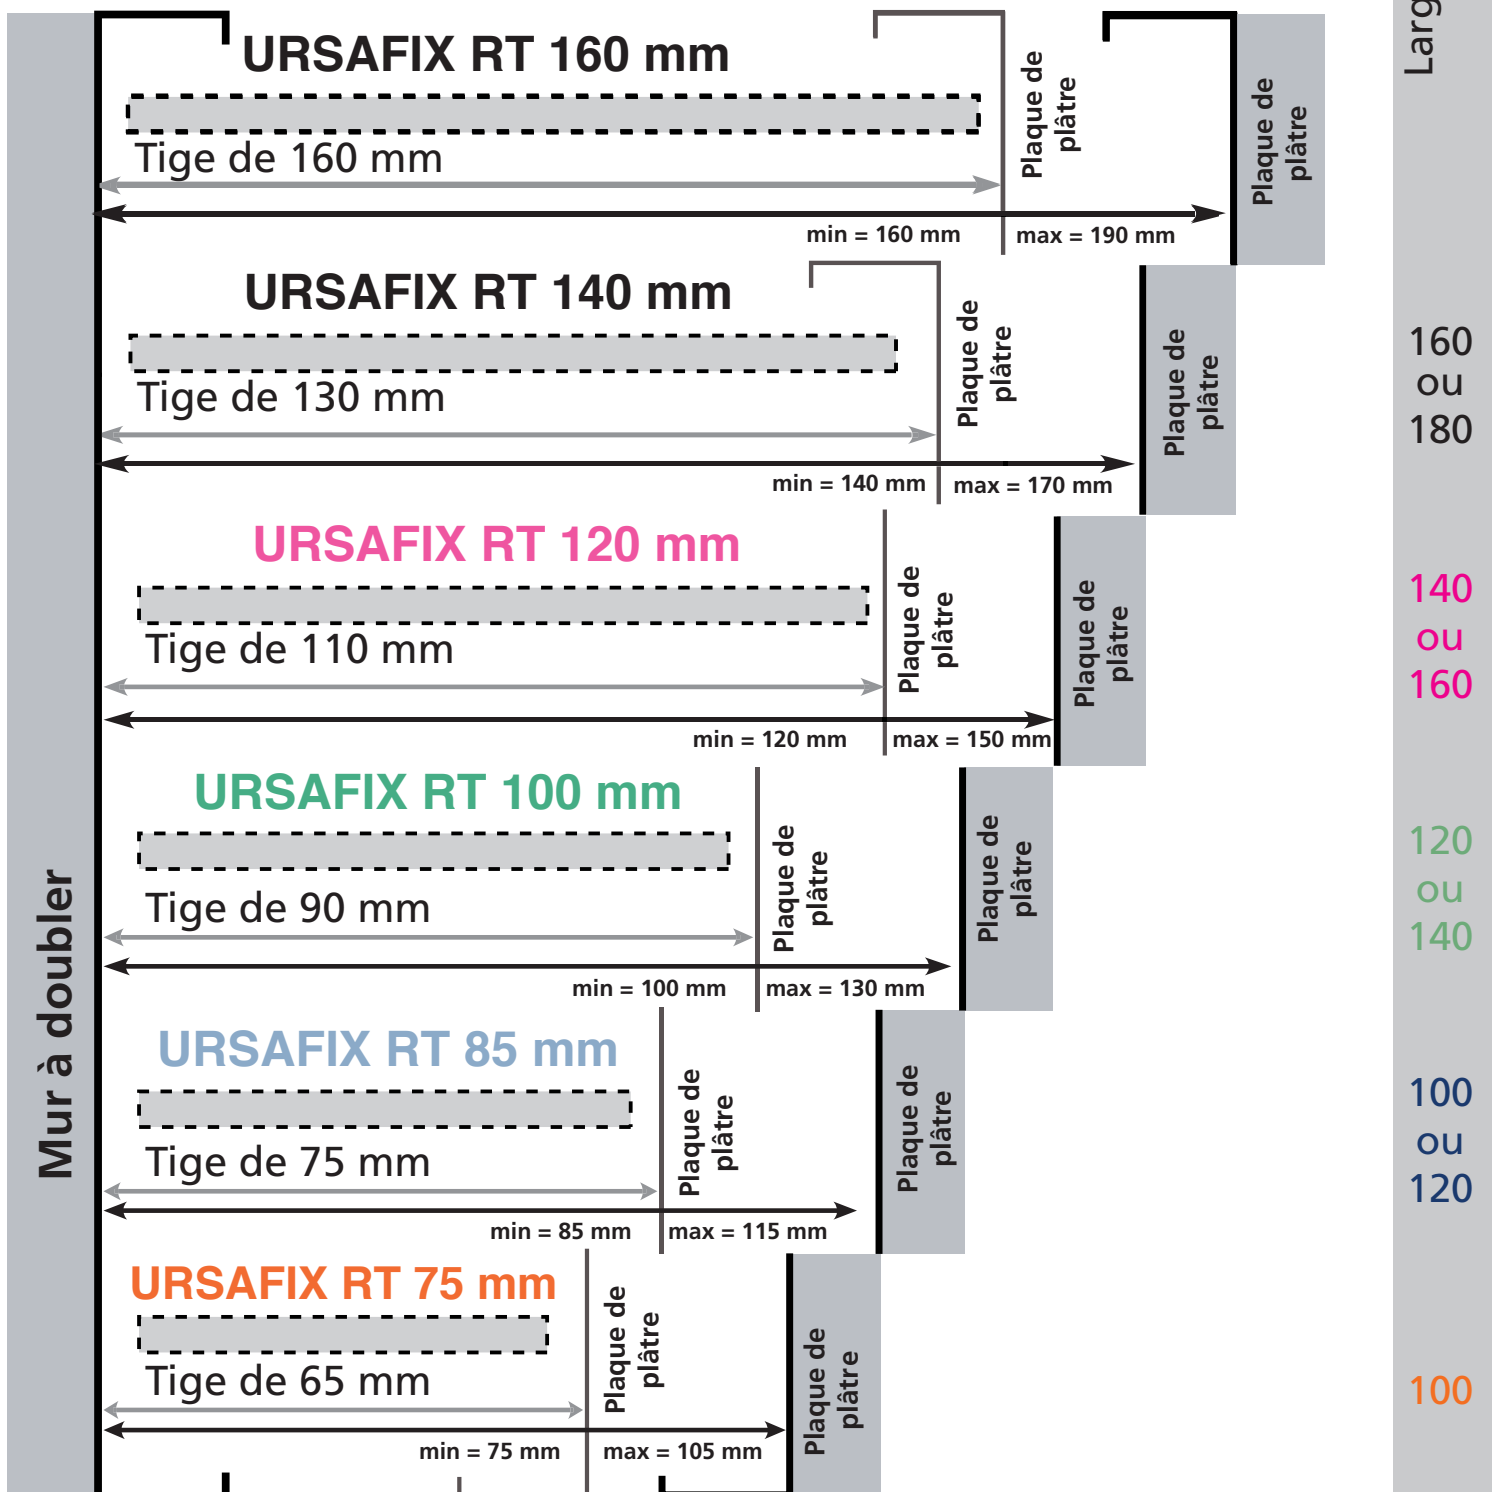 Larg
URSAFIX RT 160 mm
Tige de 160 mm
min = 160 mm
max = 190 mm
Plaque de
plâtre
Plaque de
plâtre
URSAFIX RT 140 mm
Tige de 130 mm
min = 140 mm
max = 170 mm
Plaque de
plâtre
Plaque de
plâtre
160
ou
180
URSAFIX RT 120 mm
Tige de 110 mm
min = 120 mm
max = 150 mm
Plaque de
plâtre
Plaque de
plâtre
140
ou
160
URSAFIX RT 100 mm
Tige de 90 mm
min = 100 mm
max = 130 mm
Plaque de
plâtre
Plaque de
plâtre
120
ou
140
Mur à doubler
URSAFIX RT 85 mm
Tige de 75 mm
min = 85 mm
max = 115 mm
Plaque de
plâtre
Plaque de
plâtre
100
ou
120
URSAFIX RT 75 mm
Tige de 65 mm
min = 75 mm
max = 105 mm
Plaque de
plâtre
Plaque de
plâtre
100